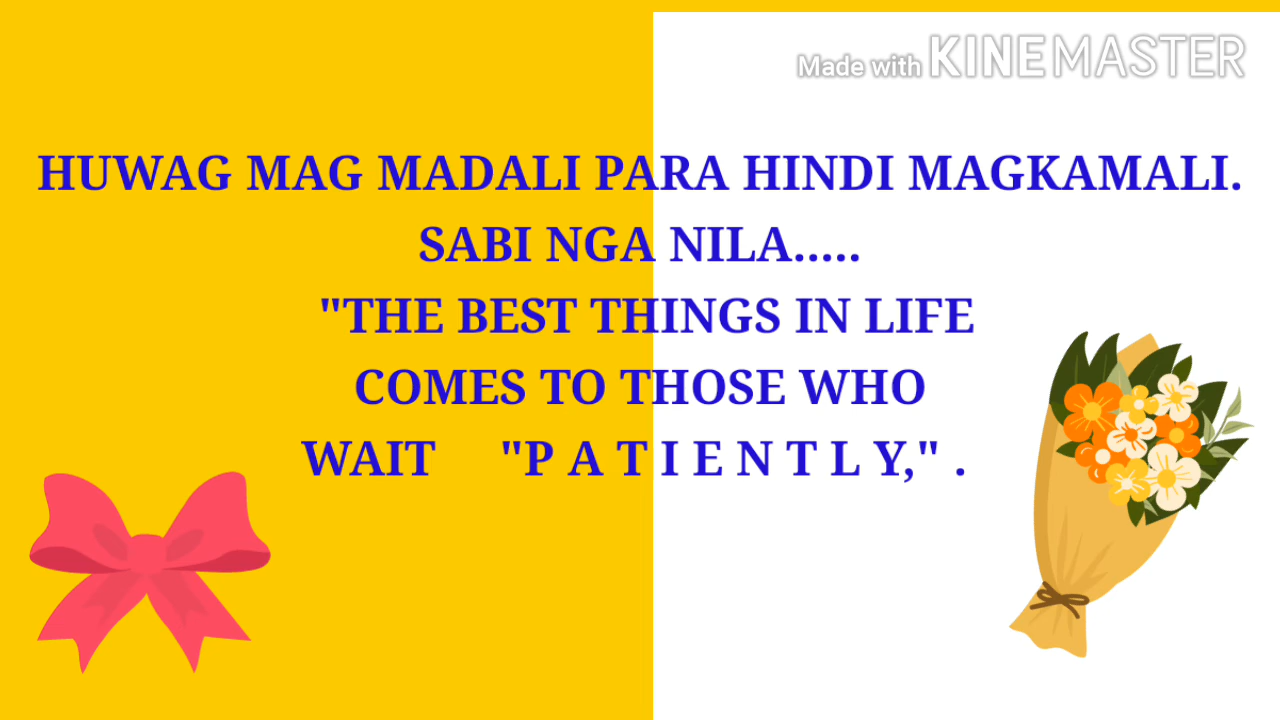 Made with KINEMASTER
HUWAG MAG MADALI PARA HINDI MAGKAMALI.
SABI NGA NILA.....
"THE BEST THINGS IN LIFE
COMES TO THOSE WHO
WAIT "P A T I E N T L Y," .